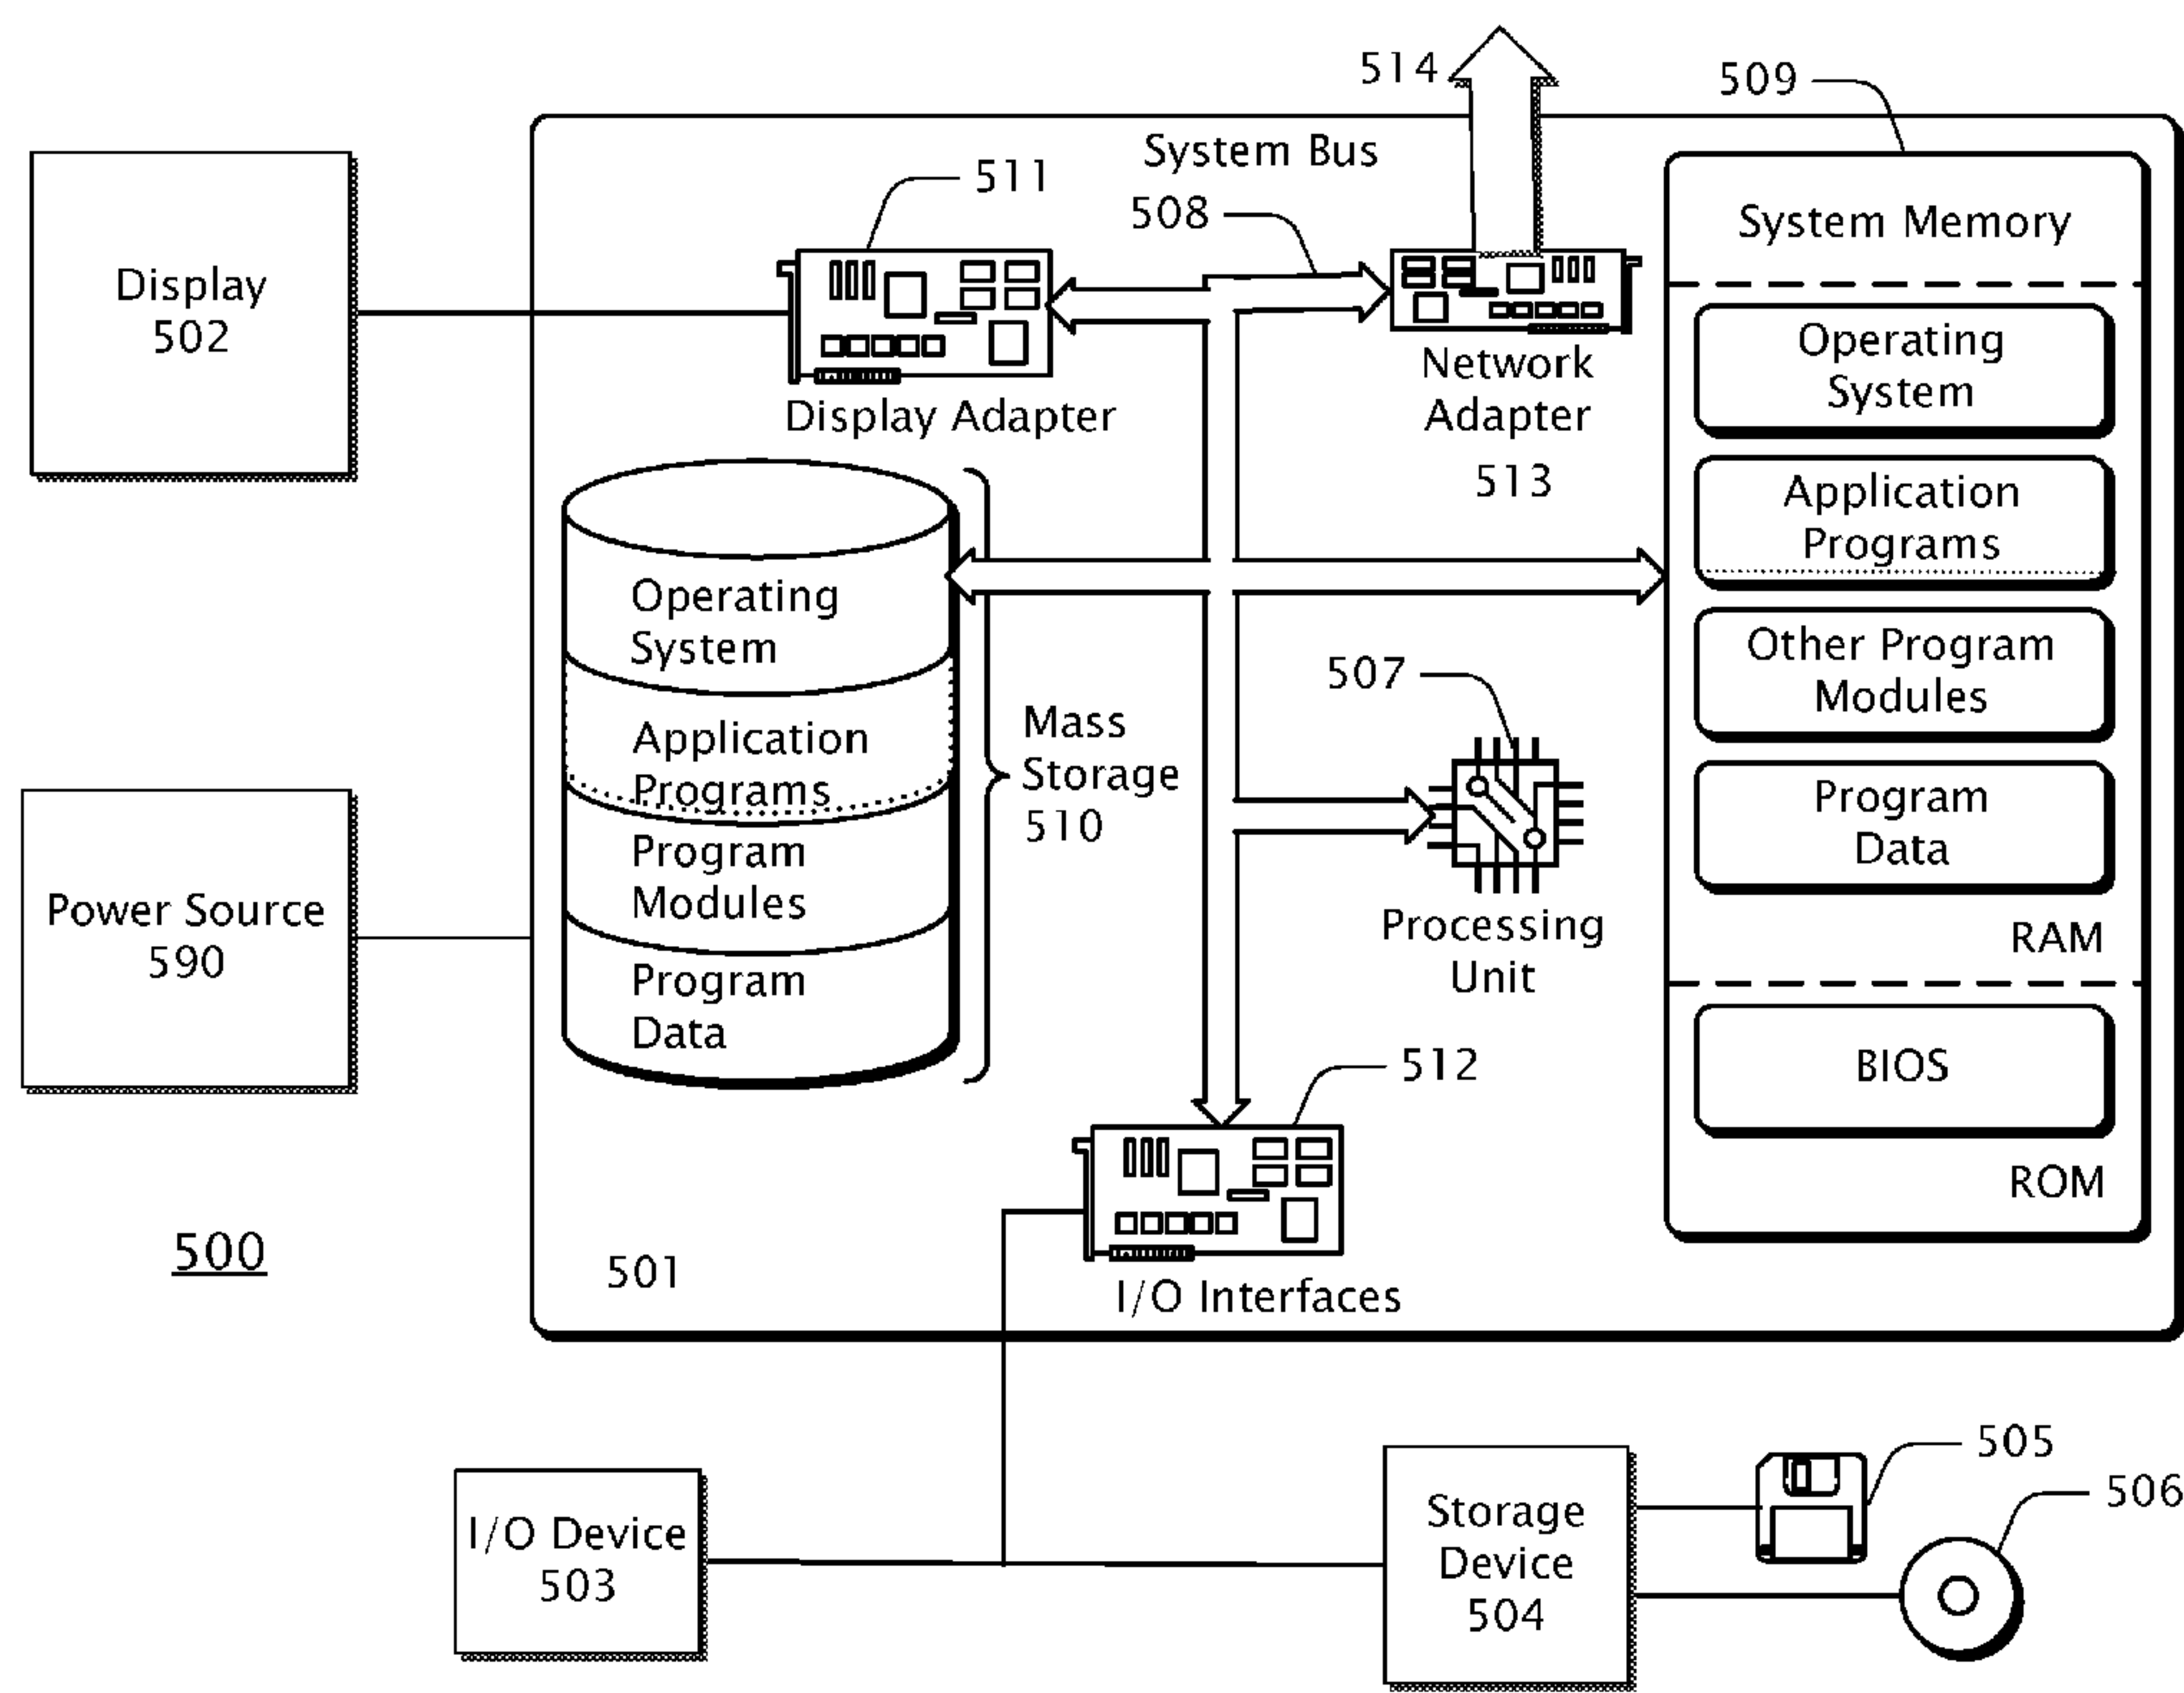 514
509
System Bus
511
508
System Memory
Display
502
Operating
System
Network
Adapter
513
Display Adapter
Application
Programs
Operating
System
Other Program
Modules
507
Mass
Storage
510
Application
Programs
Program
Data
Program
Modules
Power Source
590
Processing
Unit
RAM
Program
Data
512
BIOS
ROM
500
501
I/O Interfaces
505
506
I/O Device
503
Storage
Device
504